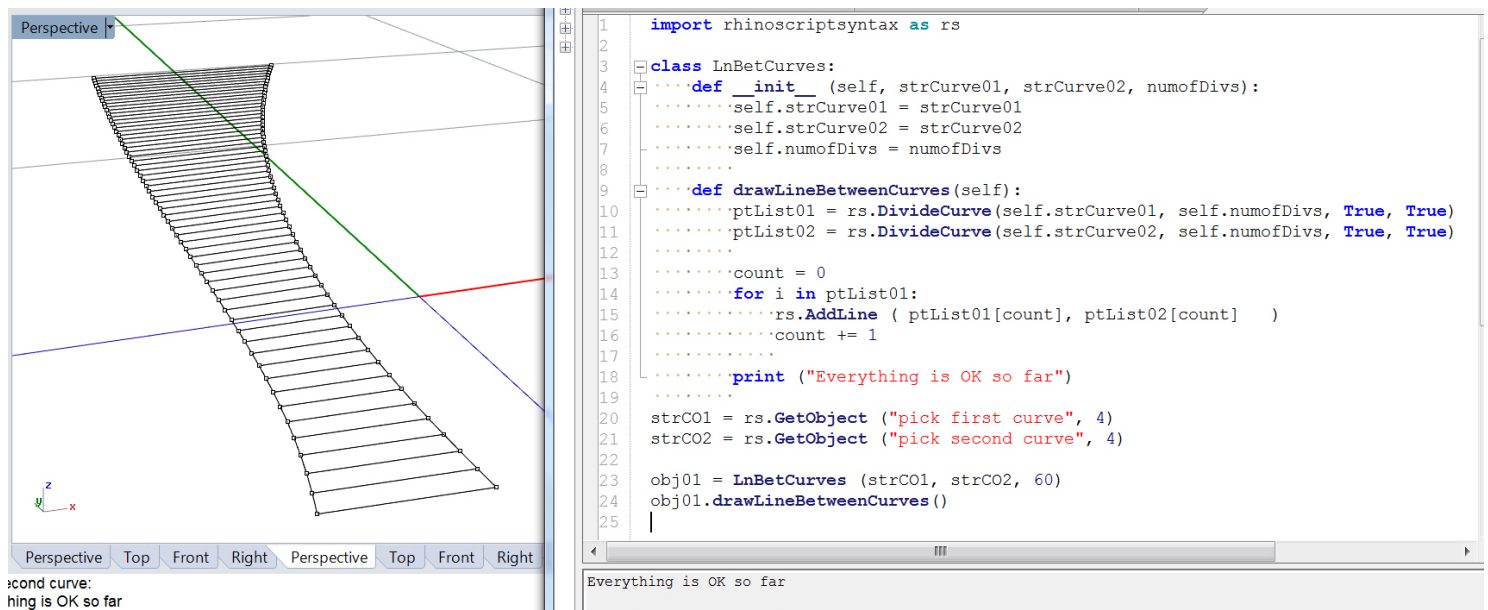 Perspective
z
y
x
Perspective Top Front Right Perspective Top Front Right
econd curve:
hing is OK so far
1 import rhinoscriptsyntax as rs
2
3 class LnBetCurves:
4 def __init__ (self, strCurve01, strCurve02, numofDivs):
5 self.strCurve01 = strCurve01
6 self.strCurve02 = strCurve02
7 self.numofDivs = numofDivs
8
9 def drawLineBetweenCurves(self):
10 ptList01 = rs.DivideCurve(self.strCurve01, self.numofDivs, True, True)
11 ptList02 = rs.DivideCurve(self.strCurve02, self.numofDivs, True, True)
12
13 count = 0
14 for i in ptList01:
15 rs.AddLine ( ptList01[count], ptList02[count] )
16 count += 1
17
18 print ("Everything is OK so far")
19
20 strCO1 = rs.GetObject ("pick first curve", 4)
21 strCO2 = rs.GetObject ("pick second curve", 4)
22
23 obj01 = LnBetCurves (strCO1, strCO2, 60)
24 obj01.drawLineBetweenCurves()
25
Everything is OK so far